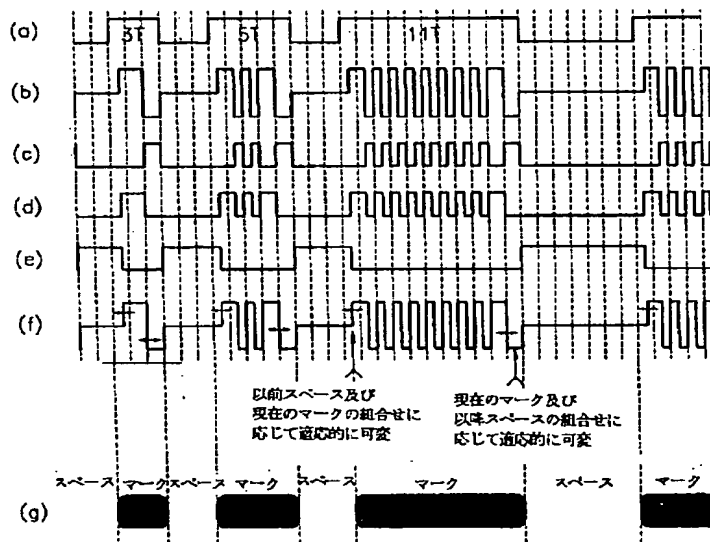 (a)
3T 5T 11T
(b)
(c)
(d)
(e)
(f)
以前スペース及び
現在のマークの組合せに
応じて適応的に可変
現在のマーク及び
以降スペースの組合せに
応じて適応的に可変
スペース マーク スペース マーク スペース マーク スペース マーク
(g)